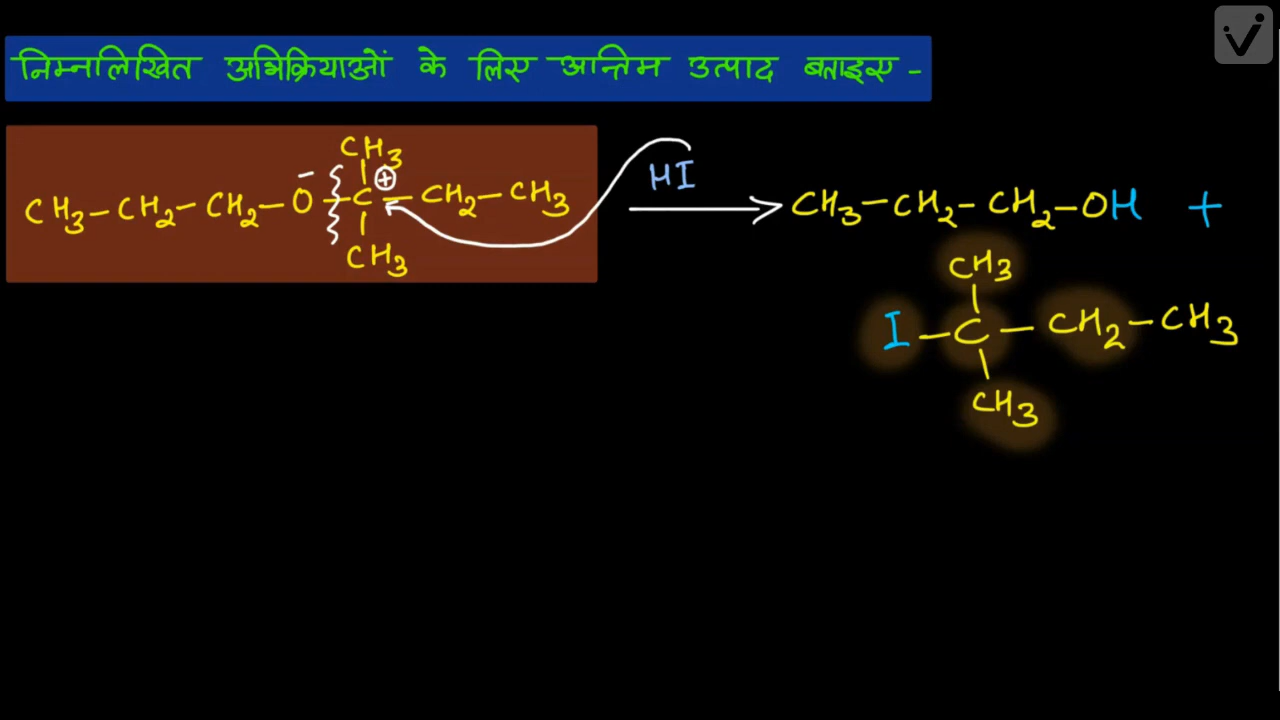 निम्नलिखित अभिक्रियाओं के लिए अन्तिम उत्पाद बताइए -
CH3
CH3-CH2-CH2-O-C-CH2-CH3
- ⊕
CH3
HI
CH3-CH2-CH2-OH +
CH3
I-C-CH2-CH3
CH3